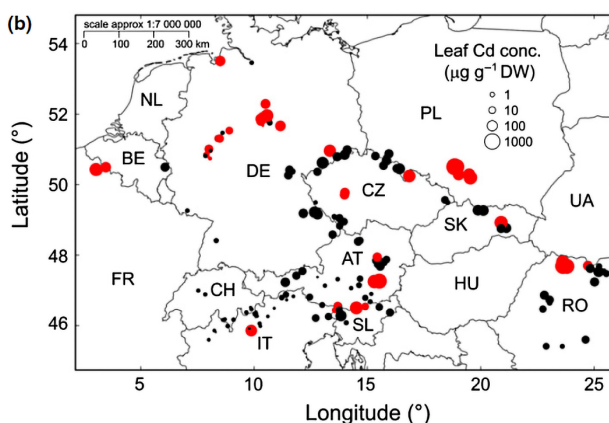 (b)
scale approx 1:7 000 000
0 100 200 300 km
Leaf Cd conc.
(μg g⁻¹ DW)
1
10
100
1000
NL
PL
BE
DE
CZ
UA
SK
AT
FR
CH
HU
RO
SL
IT
54
52
50
48
46
Latitude (°)
5 10 15 20 25
Longitude (°)